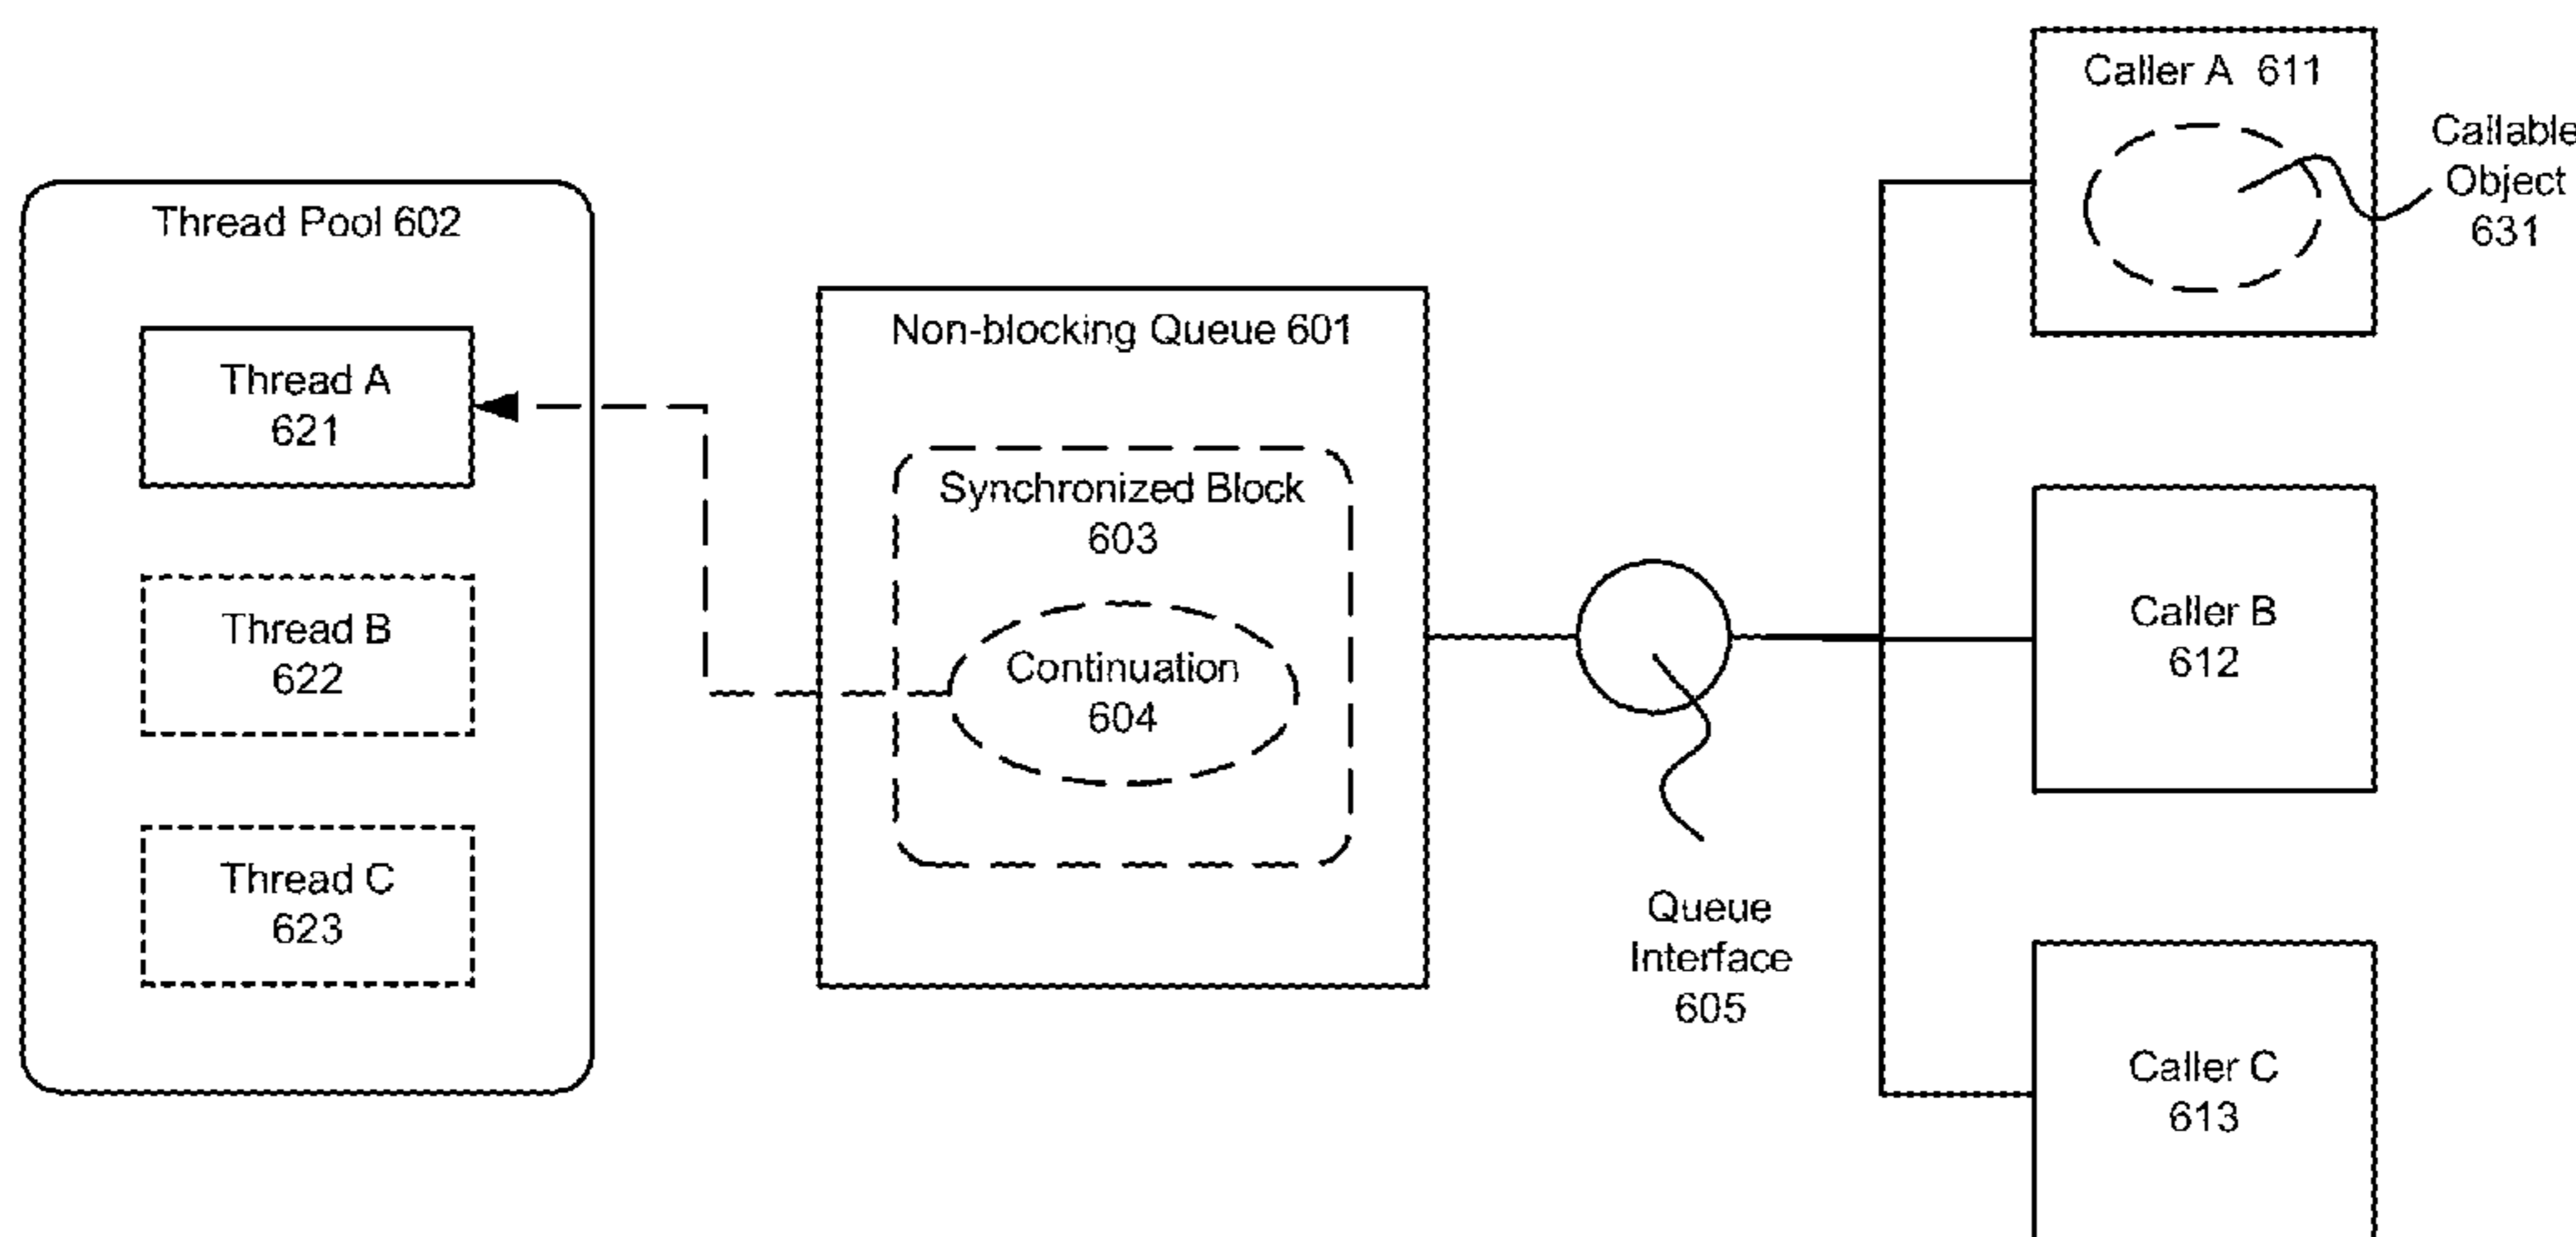 Caller A 611
Callable
Object
631
Thread Pool 602
Thread A
621
Thread B
622
Thread C
623
Non-blocking Queue 601
Synchronized Block
603
Continuation
604
Queue
Interface
605
Caller B
612
Caller C
613